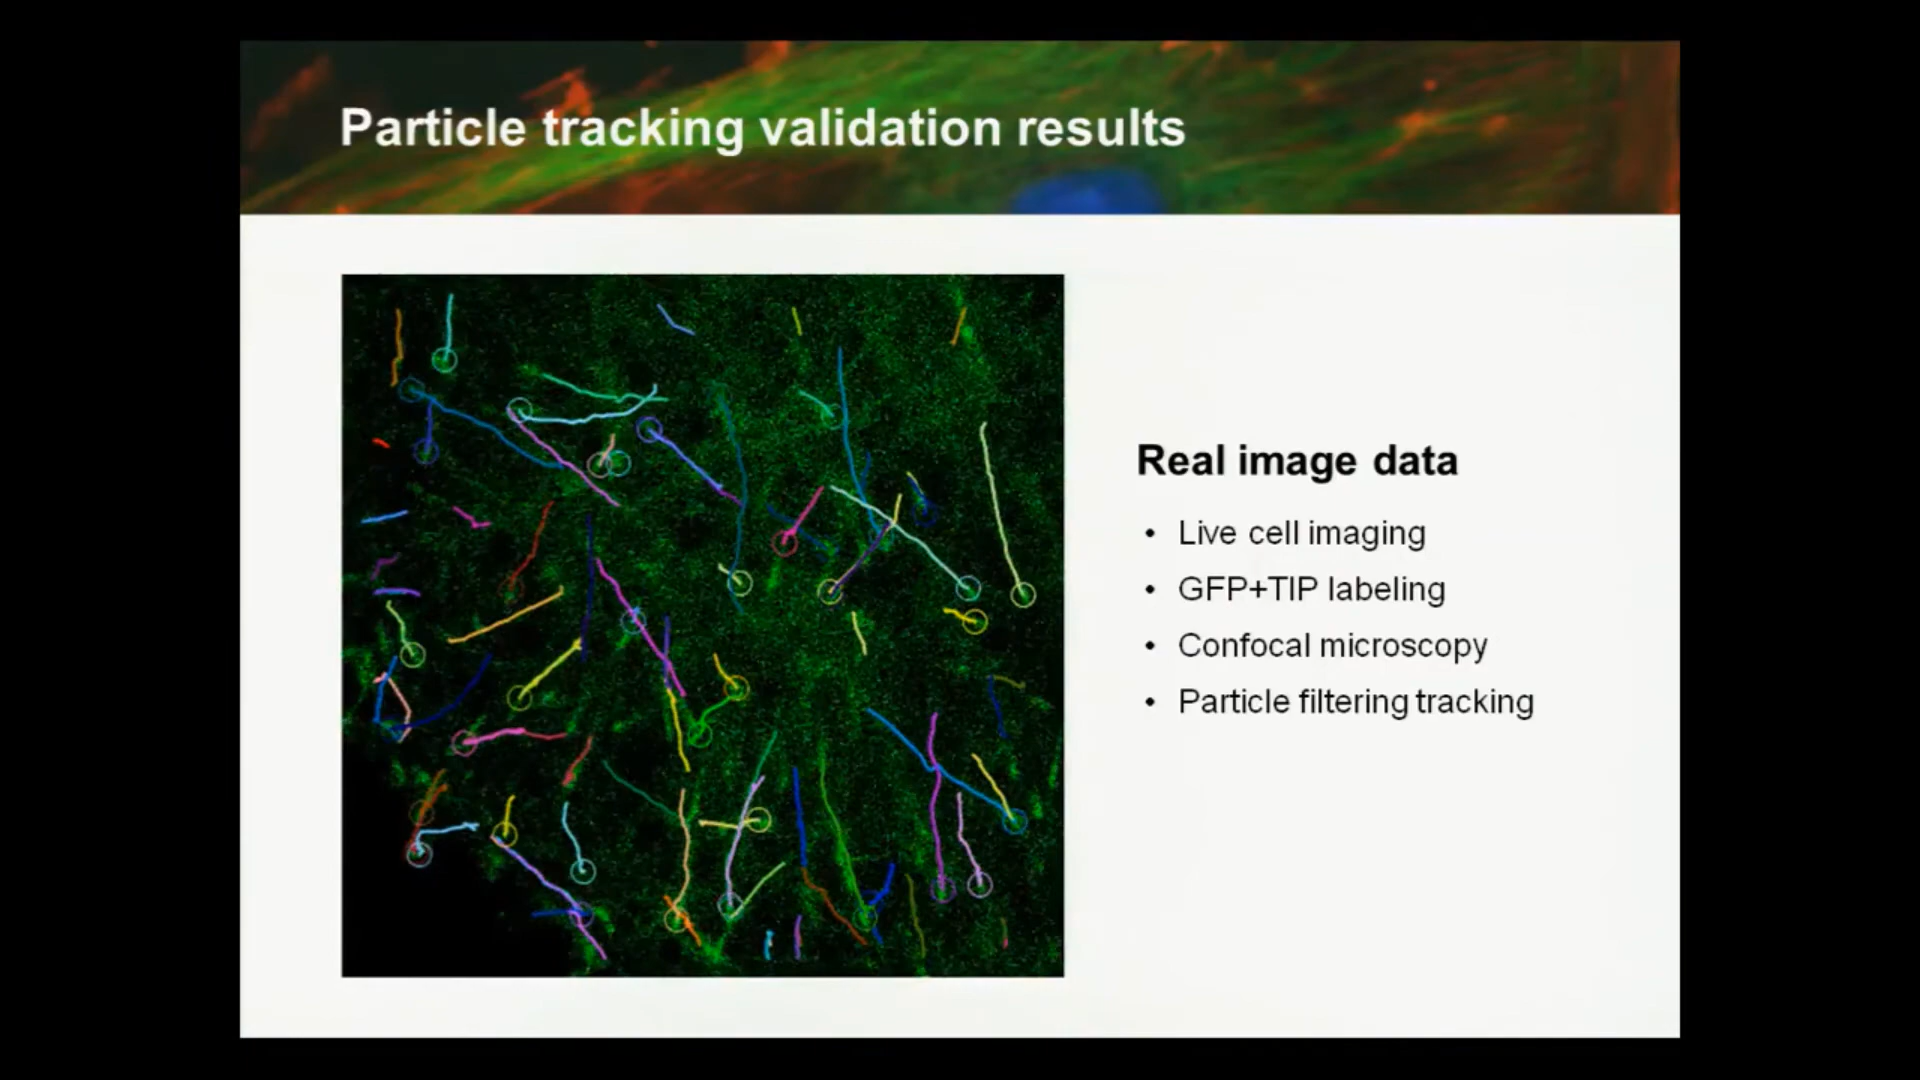 Particle tracking validation results
Real image data
• Live cell imaging
• GFP+TIP labeling
• Confocal microscopy
• Particle filtering tracking